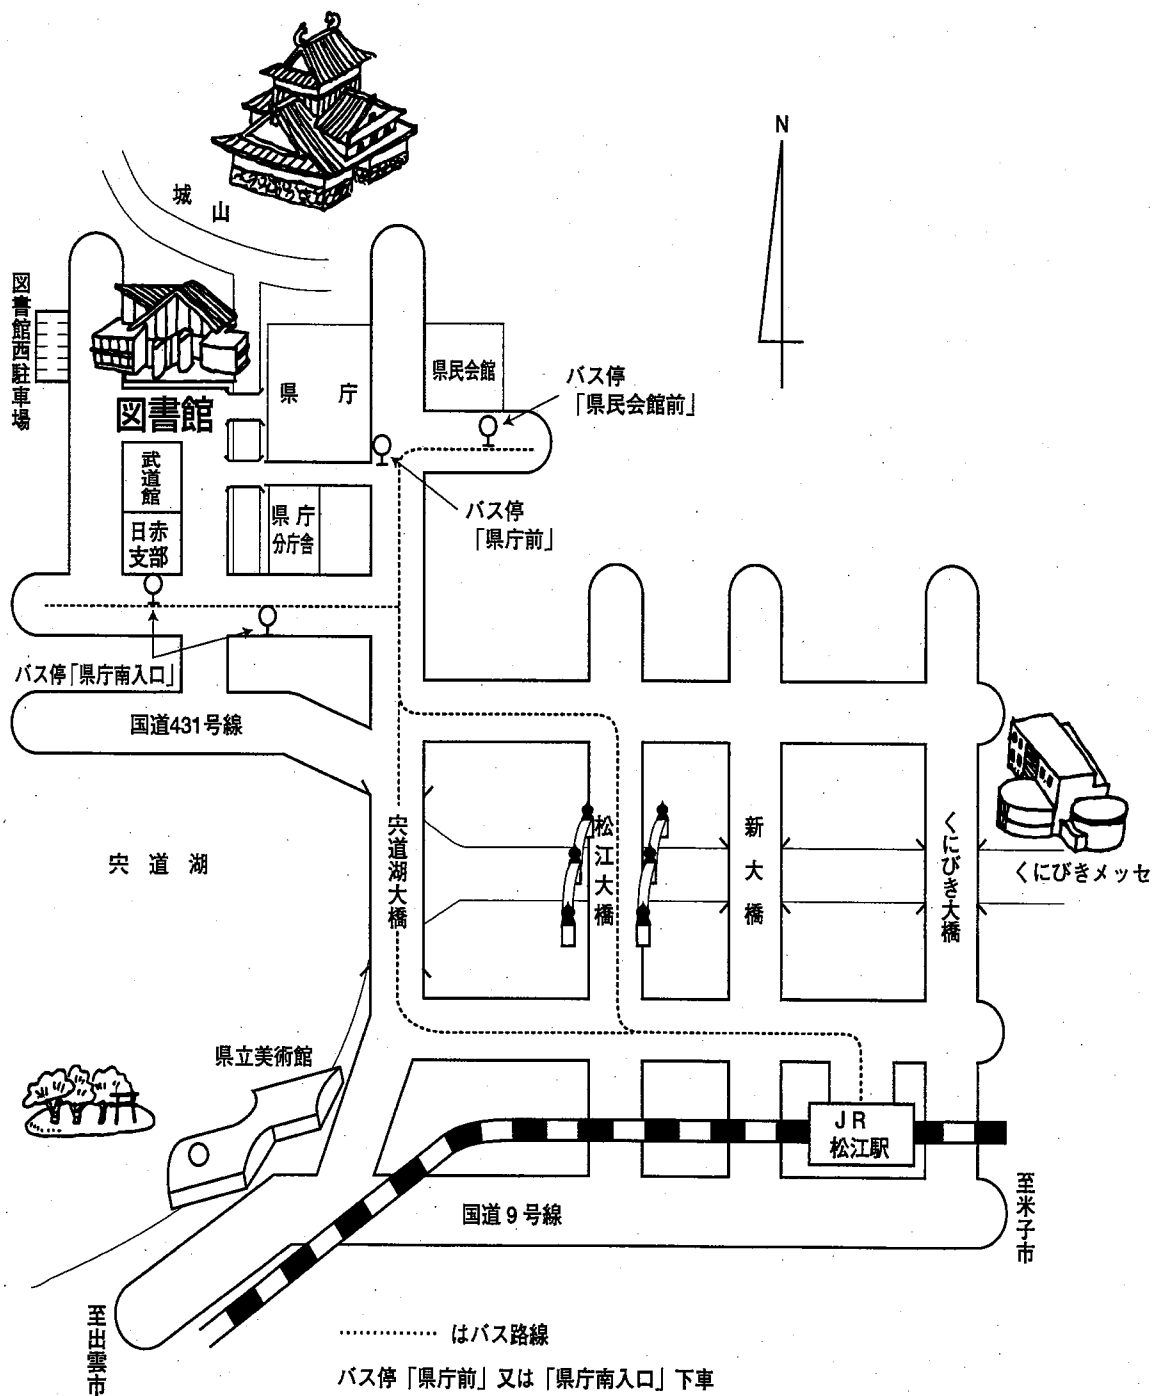 N
城山
図書館西駐車場
図書館
県庁
県民会館
バス停
「県民会館前」
武道館
日赤
支部
県庁
分庁舎
バス停
「県庁前」
バス停「県庁南入口」
国道431号線
宍道湖
宍道湖大橋
松江大橋
新大橋
くにびき大橋
くにびきメッセ
県立美術館
JR
松江駅
国道9号線
至米子市
至出雲市
はバス路線
バス停「県庁前」又は「県庁南入口」下車